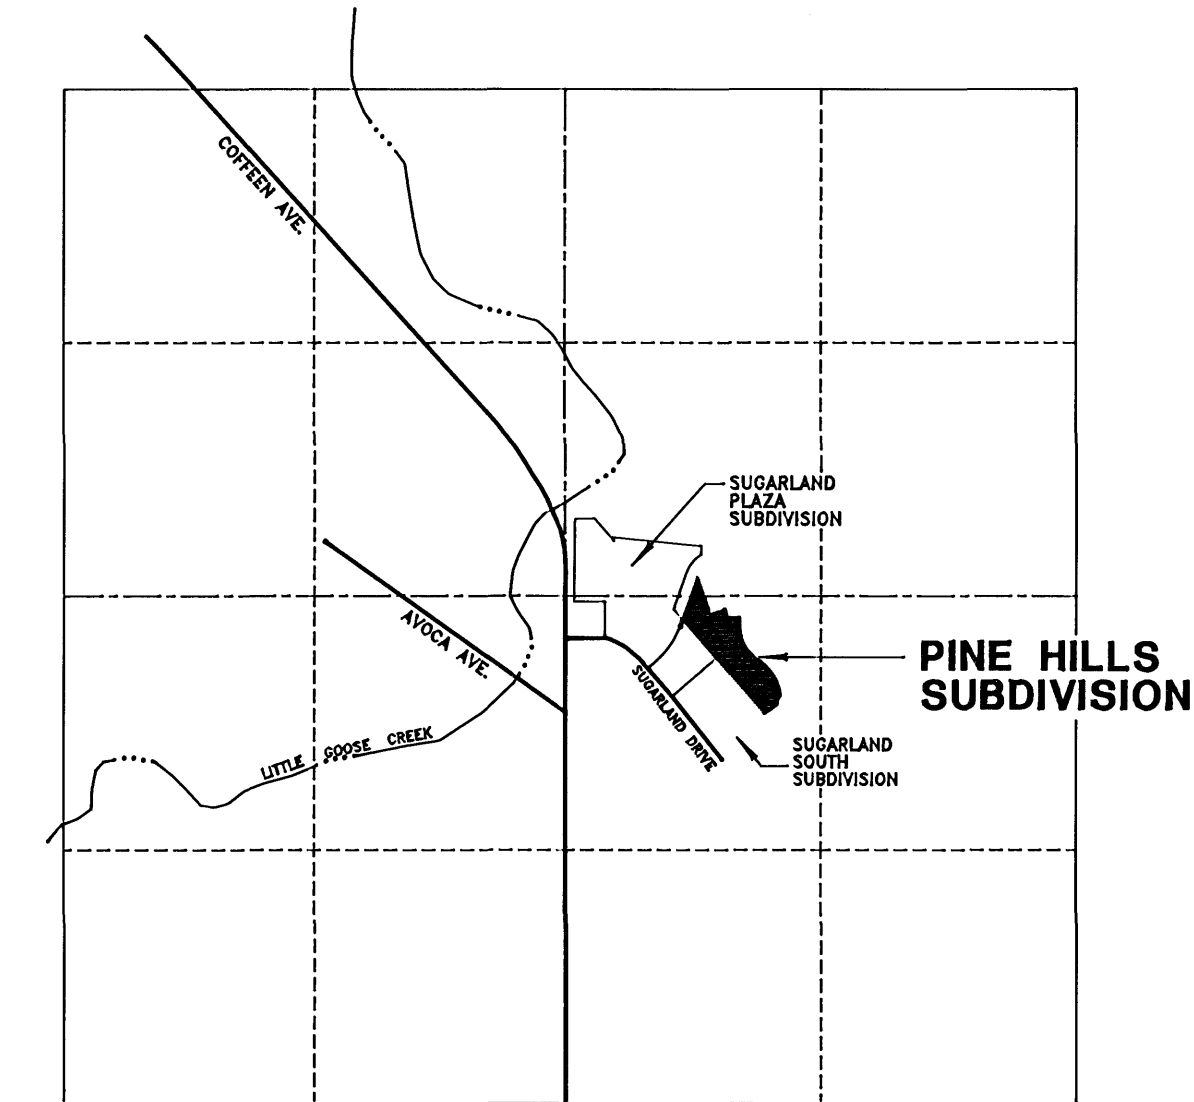 COFFEEN AVE.
SUGARLAND
PLAZA
SUBDIVISION
AVOCA AVE.
PINE HILLS
SUBDIVISION
SUGARLAND DRIVE
LITTLE GOOSE CREEK
SUGARLAND
SOUTH
SUBDIVISION